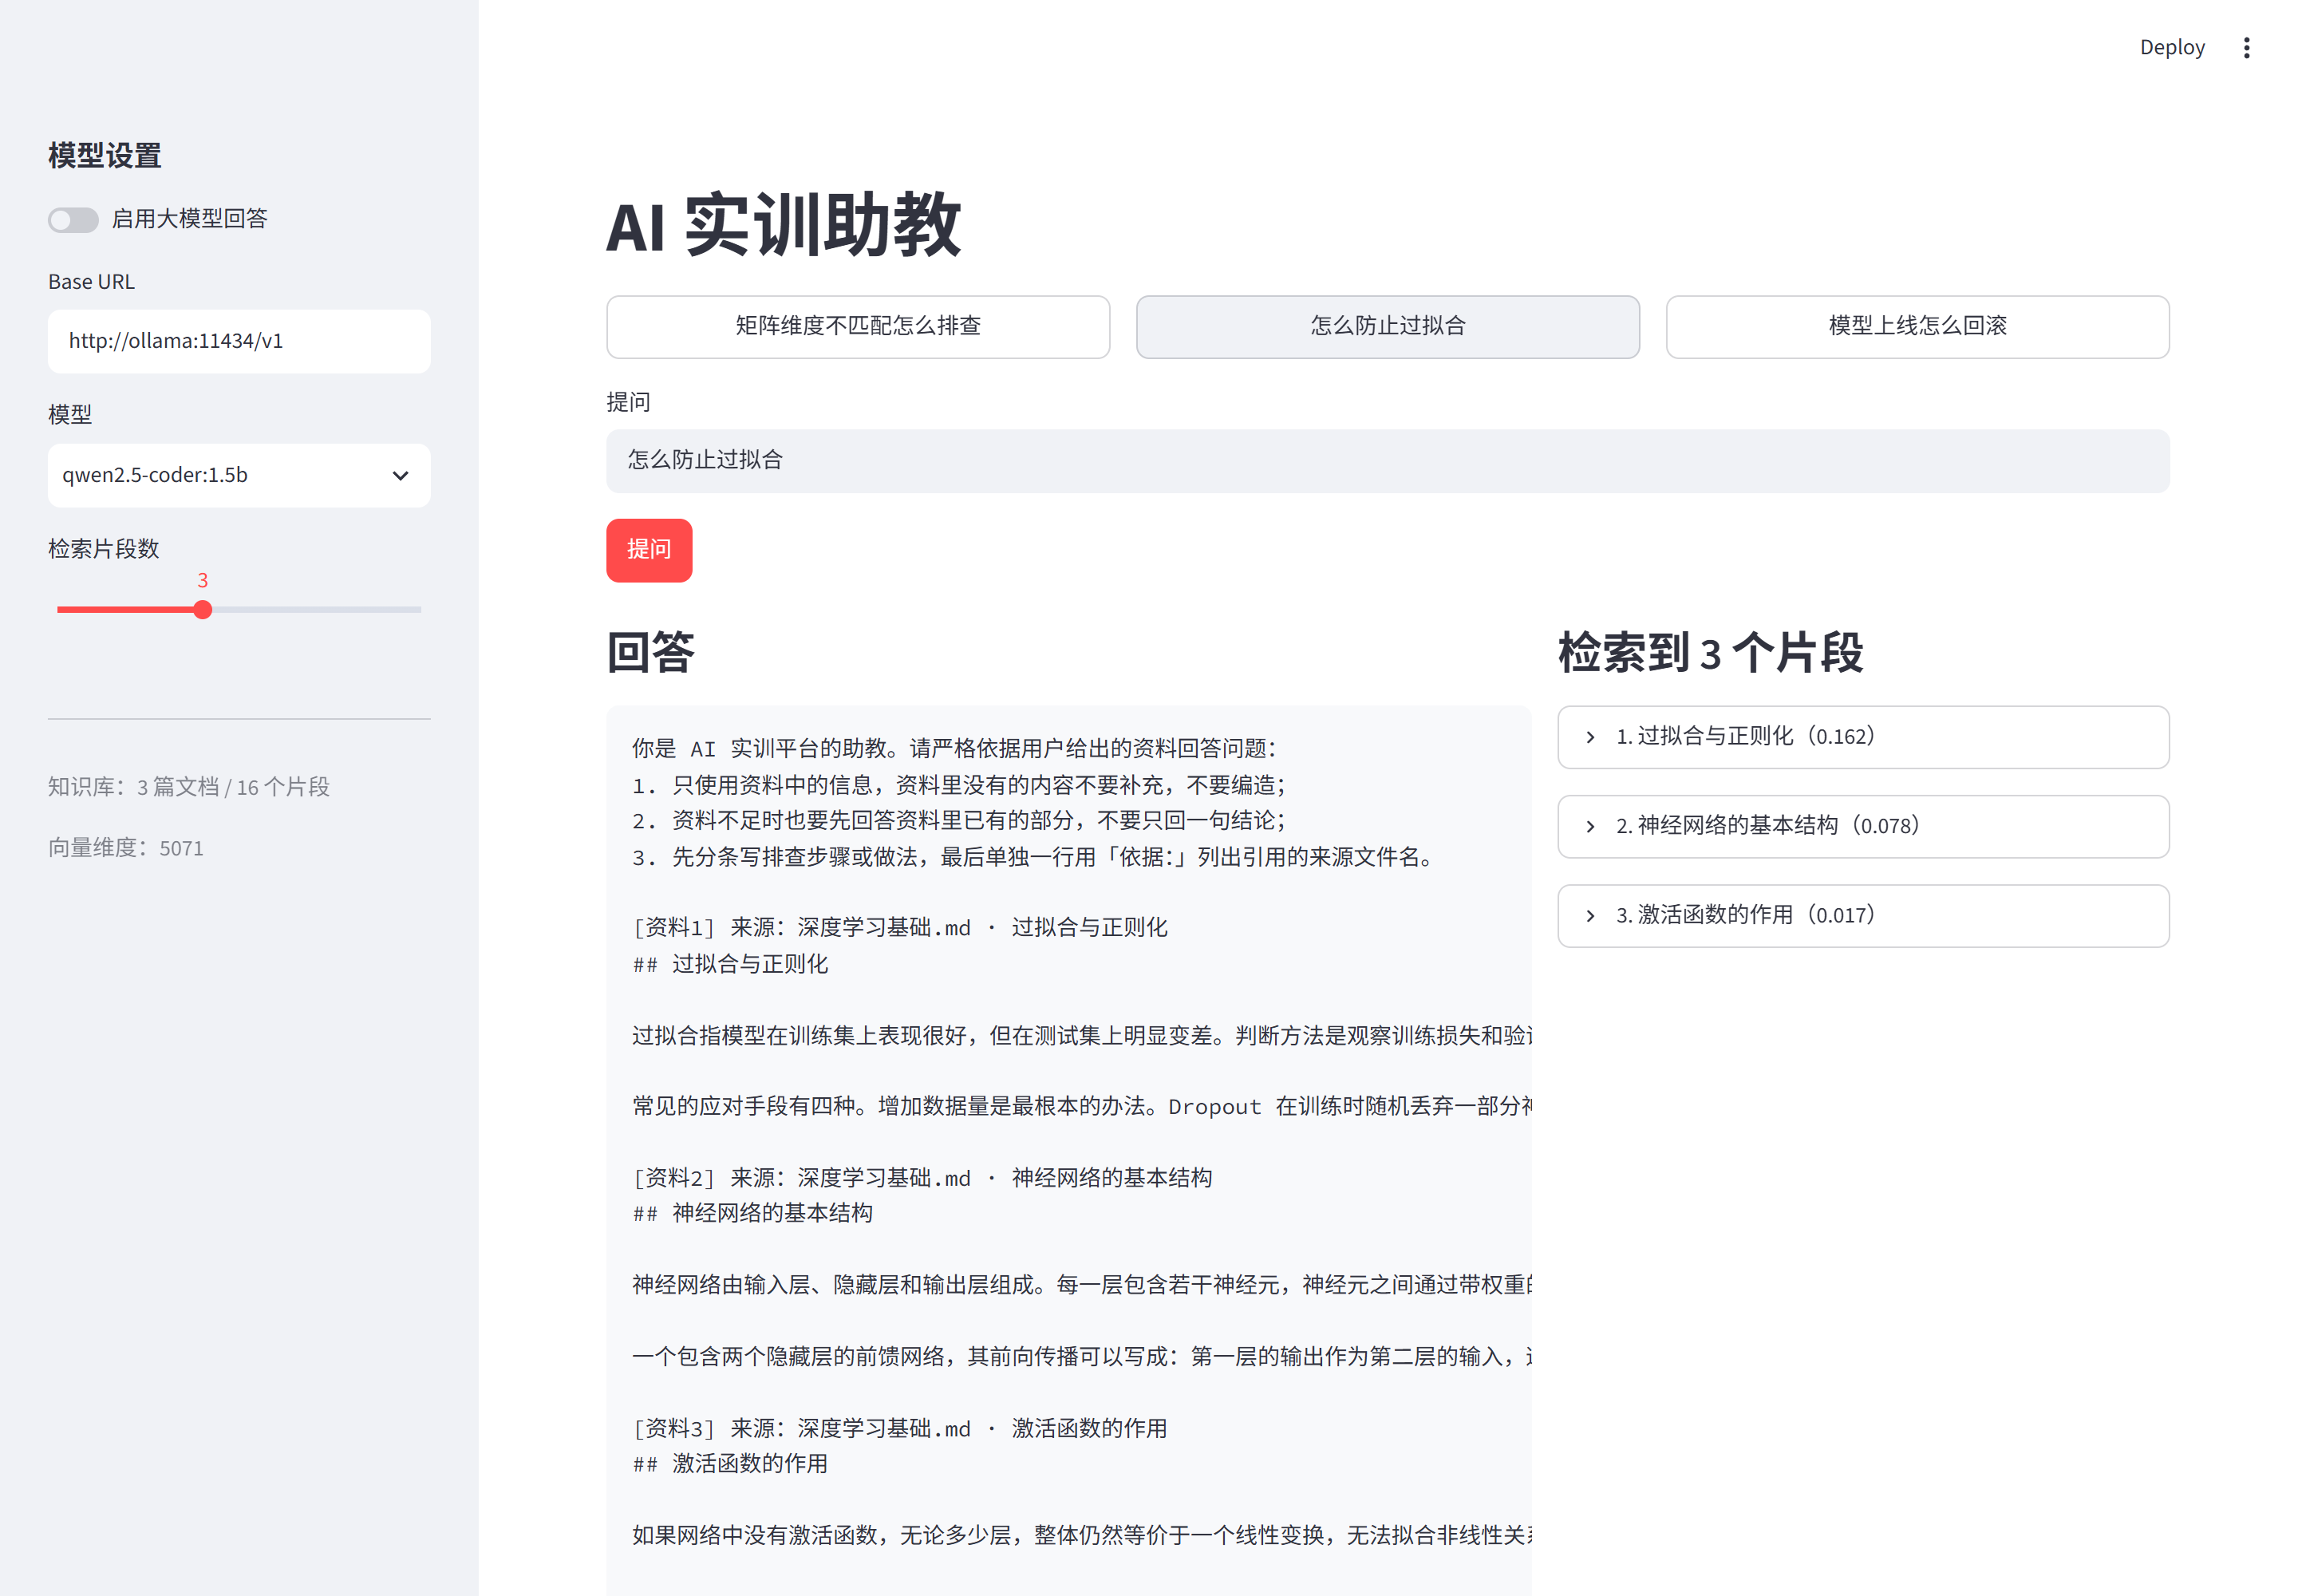 Deploy
模型设置
启用大模型回答
Base URL
http://ollama:11434/v1
模型
qwen2.5-coder:1.5b
检索片段数
3
知识库：3 篇文档 / 16 个片段
向量维度：5071
AI 实训助教
矩阵维度不匹配怎么排查
怎么防止过拟合
模型上线怎么回滚
提问
怎么防止过拟合
提问
回答
你是 AI 实训平台的助教。请严格依据用户给出的资料回答问题：
1. 只使用资料中的信息，资料里没有的内容不要补充，不要编造；
2. 资料不足时也要先回答资料里已有的部分，不要只回一句结论；
3. 先分条写排查步骤或做法，最后单独一行用「依据：」列出引用的来源文件名。
[资料1] 来源：深度学习基础.md · 过拟合与正则化
## 过拟合与正则化
过拟合指模型在训练集上表现很好，但在测试集上明显变差。判断方法是观察训练损失和验
常见的应对手段有四种。增加数据量是最根本的办法。Dropout 在训练时随机丢弃一部分
[资料2] 来源：深度学习基础.md · 神经网络的基本结构
## 神经网络的基本结构
神经网络由输入层、隐藏层和输出层组成。每一层包含若干神经元，神经元之间通过带权重
一个包含两个隐藏层的前馈网络，其前向传播可以写成：第一层的输出作为第二层的输入，
[资料3] 来源：深度学习基础.md · 激活函数的作用
## 激活函数的作用
如果网络中没有激活函数，无论多少层，整体仍然等价于一个线性变换，无法拟合非线性关
检索到 3 个片段
1. 过拟合与正则化（0.162）
2. 神经网络的基本结构（0.078）
3. 激活函数的作用（0.017）